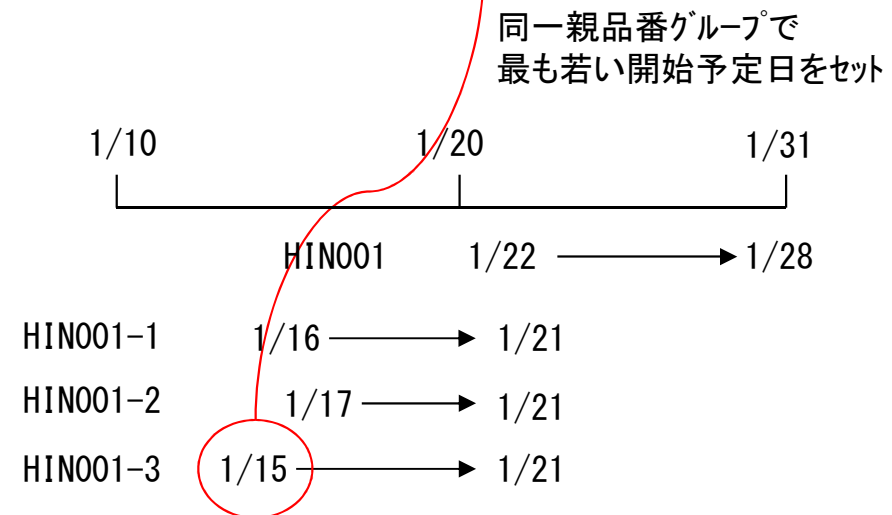 同一親品番グループで
最も若い開始予定日をセット
1/10 1/20 1/31
HIN001 1/22 1/28
HIN001-1 1/16 1/21
HIN001-2 1/17 1/21
HIN001-3 1/15 1/21